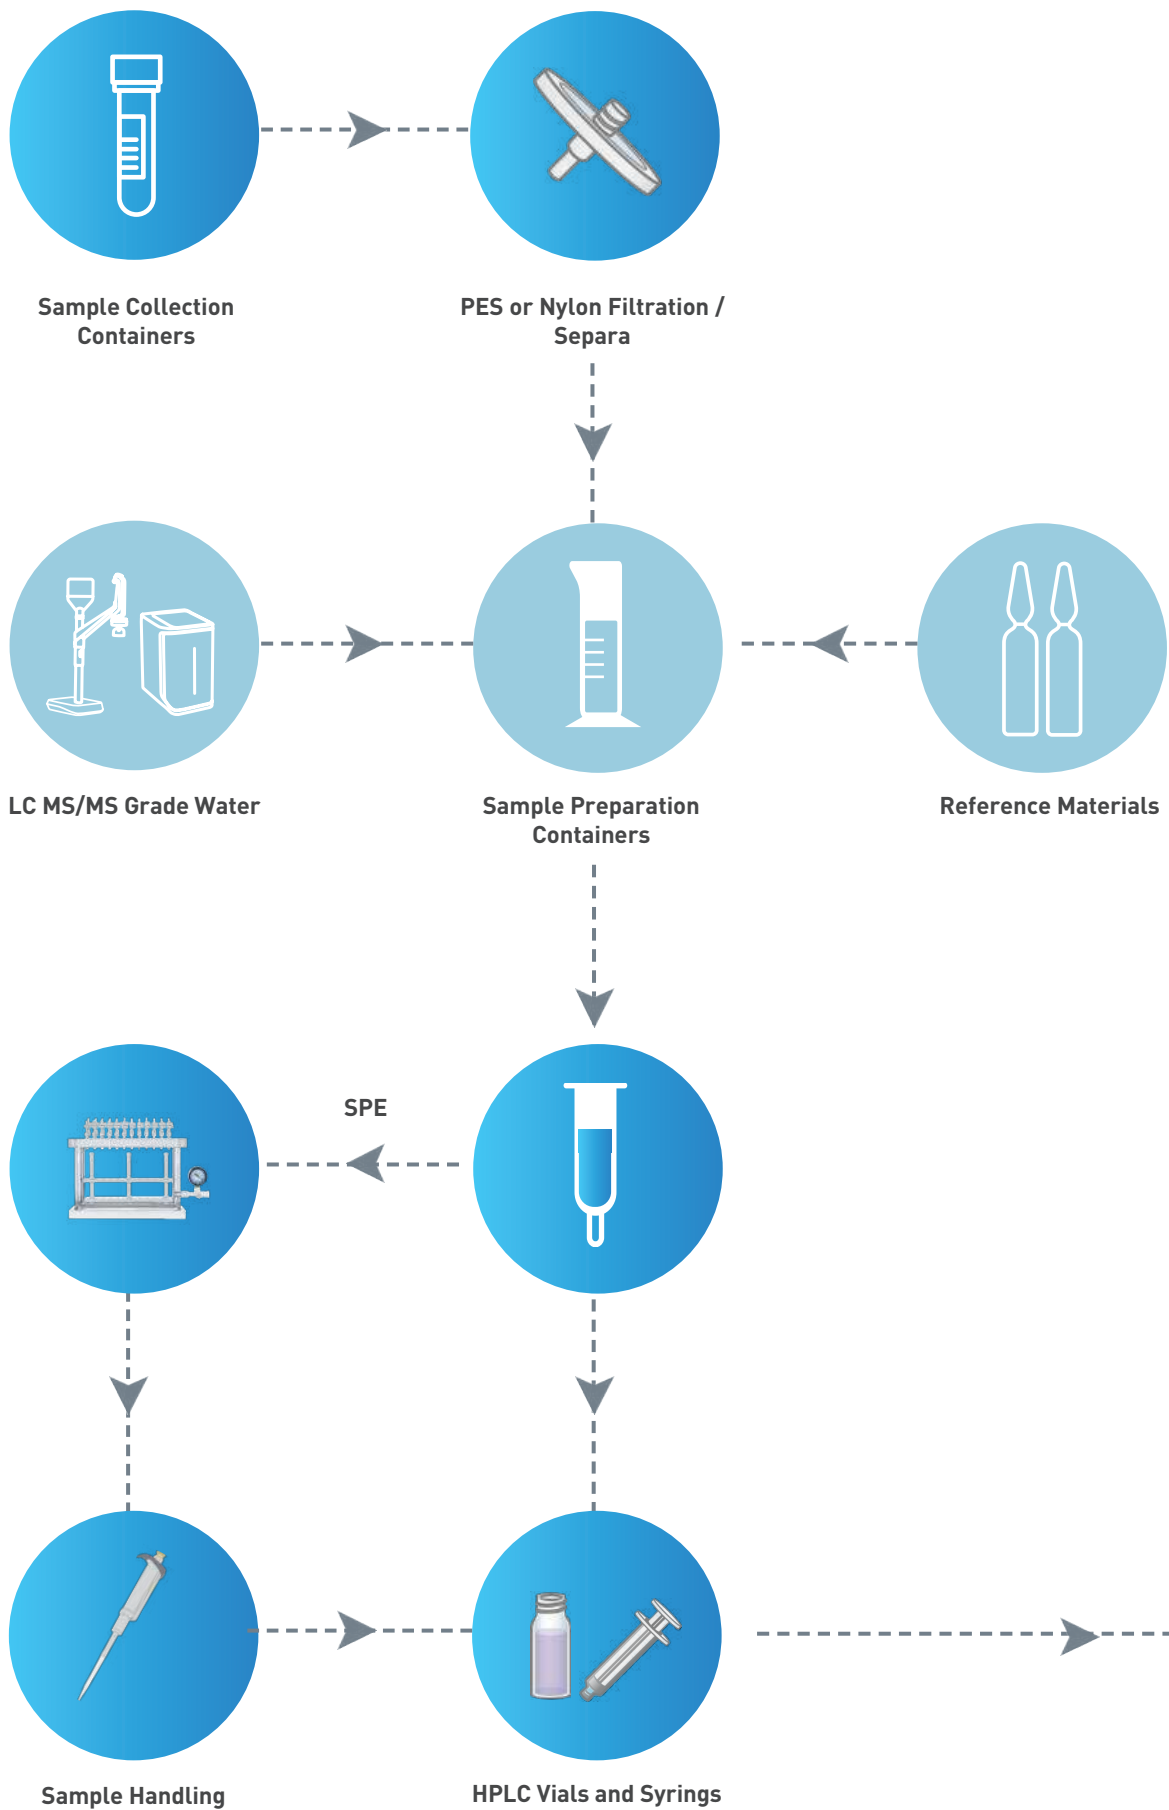 Sample Collection
Containers
PES or Nylon Filtration /
Separa
LC MS/MS Grade Water
Sample Preparation
Containers
Reference Materials
SPE
Sample Handling
HPLC Vials and Syrings